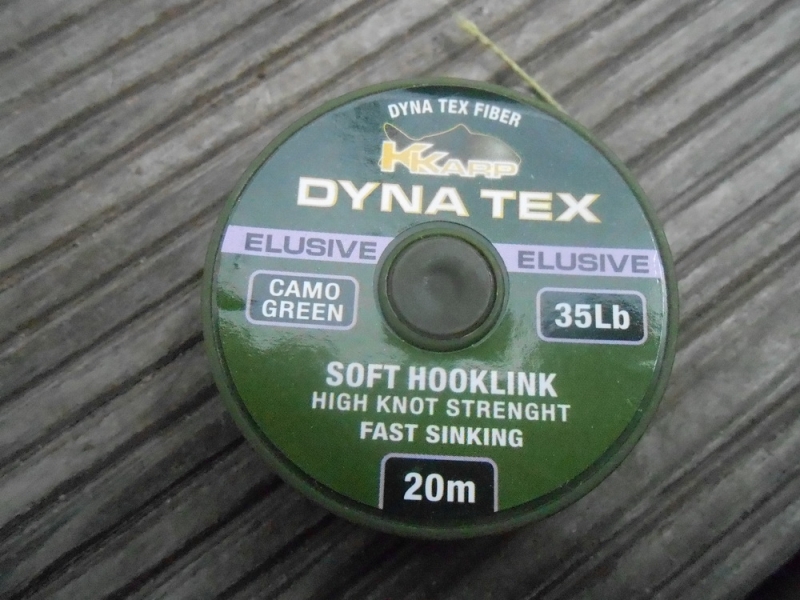 DYNA TEX FIBER
KKARP
DYNA TEX
ELUSIVE ELUSIVE
CAMO
GREEN
35Lb
SOFT HOOKLINK
HIGH KNOT STRENGHT
FAST SINKING
20m